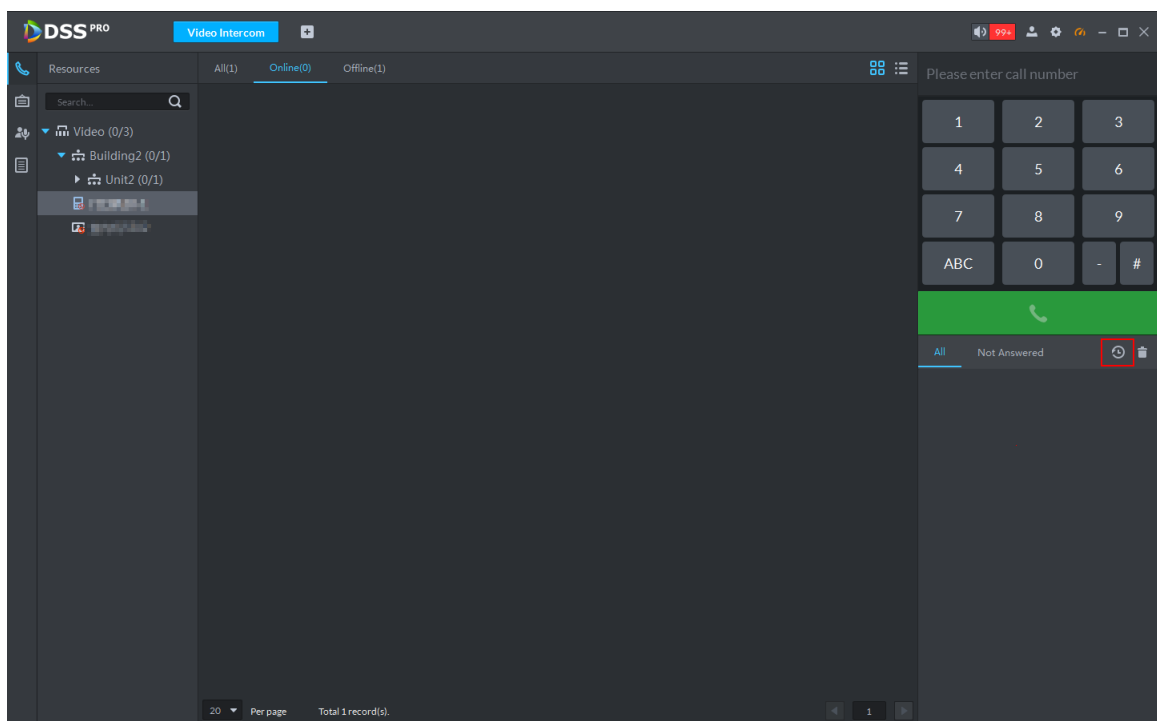 DSS PRO
Video Intercom
99+
Resources
All(1)
Online(0)
Offline(1)
Please enter call number
Search...
Video (0/3)
Building2 (0/1)
Unit2 (0/1)
1 2 3
4 5 6
7 8 9
ABC 0 - #
All
Not Answered
20
Per page
Total 1 record(s).
1